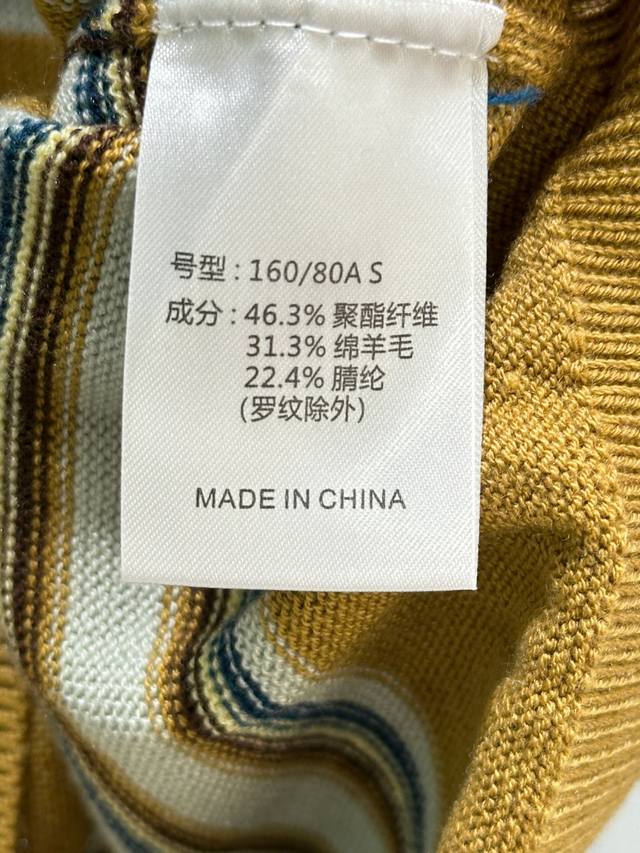 号型：160/80A S
成分：46.3% 聚酯纤维
31.3% 绵羊毛
22.4% 腈纶
(罗纹除外)
MADE IN CHINA